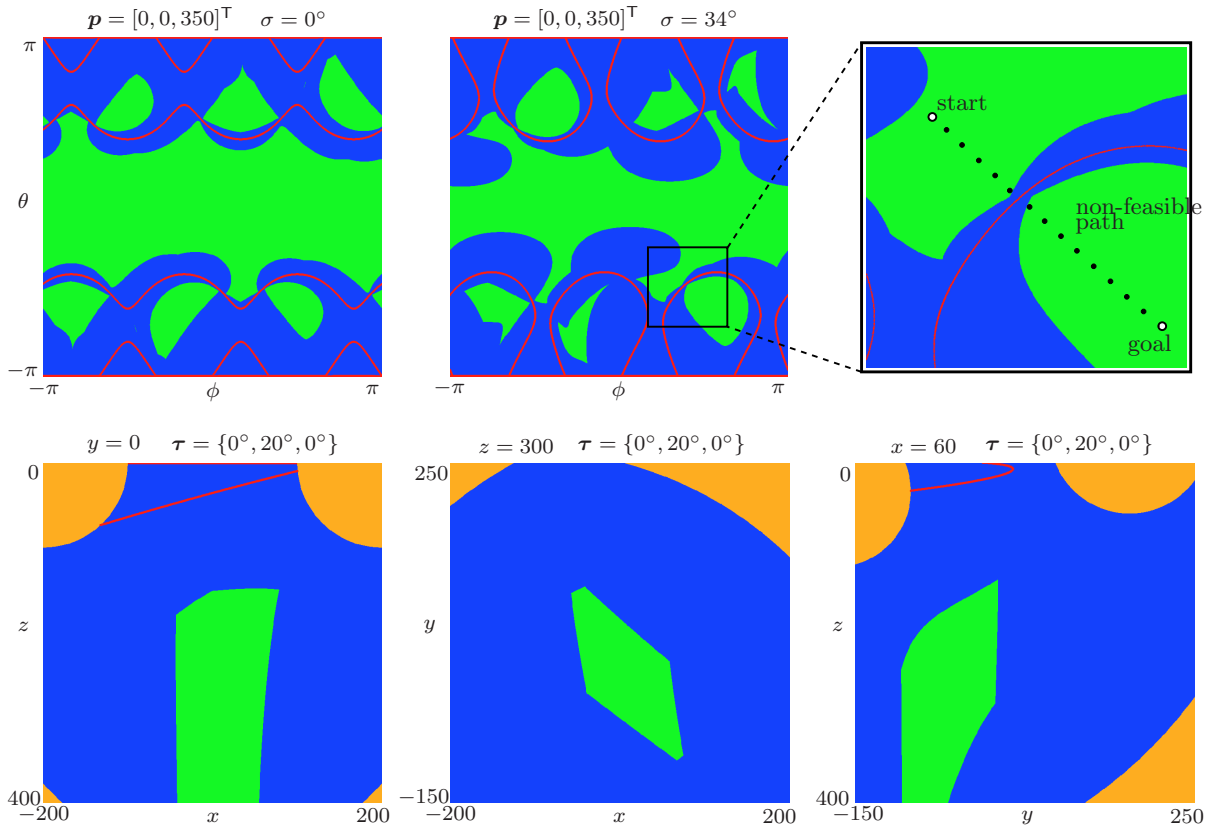 p = [0, 0, 350]ᵀ σ = 0°
p = [0, 0, 350]ᵀ σ = 34°
π
θ
−π
−π
ϕ
π
−π
ϕ
π
start
non-feasible
path
goal
y = 0 τ = {0°, 20°, 0°}
z = 300 τ = {0°, 20°, 0°}
x = 60 τ = {0°, 20°, 0°}
0
z
400
−200
x
200
250
y
−150
−200
x
200
0
z
400
−150
y
250